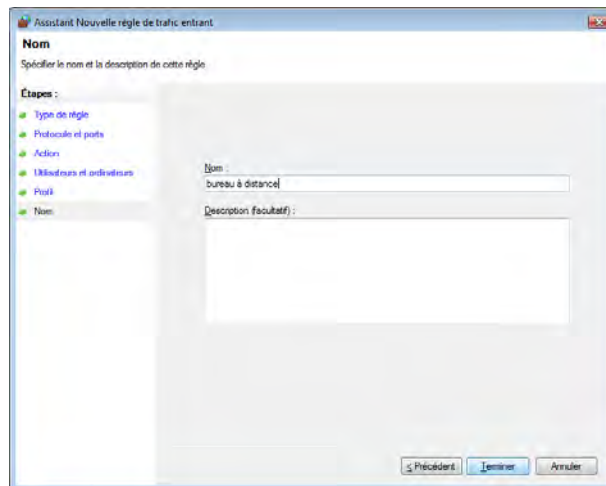 Assistant Nouvelle règle de trafic entrant
Nom
Spécifier le nom et la description de cette règle.
Étapes :
Type de règle
Protocole et ports
Action
Utilisateurs et ordinateurs
Profil
Nom
Nom :
bureau à distance
Description (facultatif) :
< Précédent
Terminer
Annuler